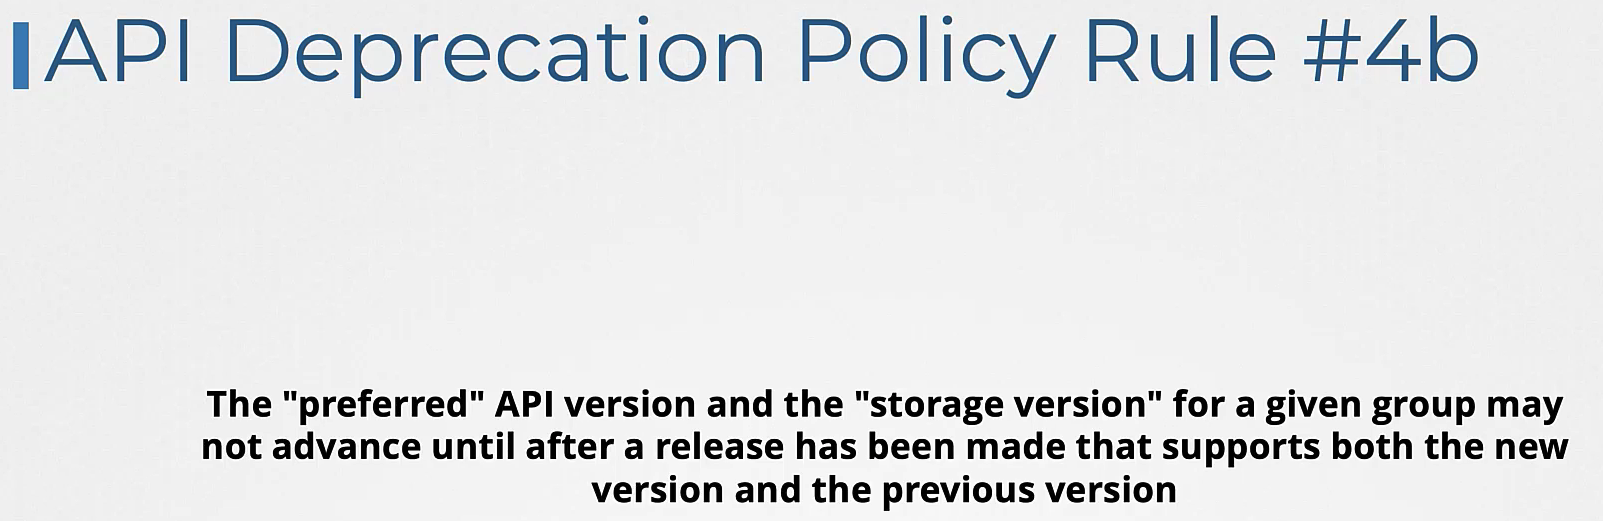 API Deprecation Policy Rule #4b
The "preferred" API version and the "storage version" for a given group may
not advance until after a release has been made that supports both the new
version and the previous version